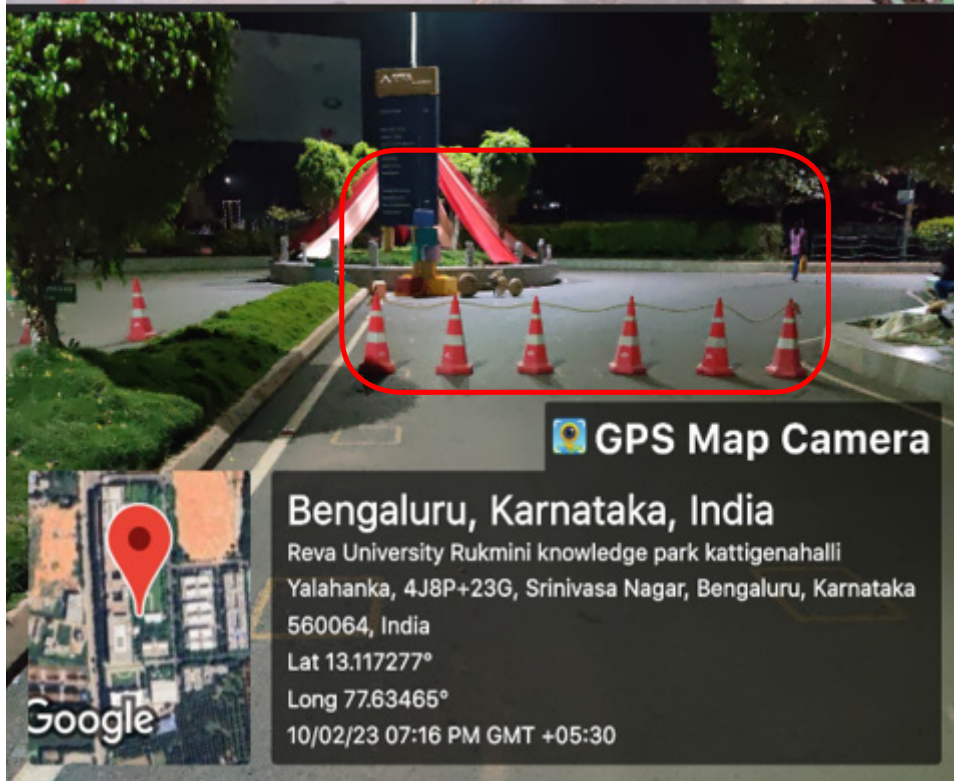 GPS Map Camera
Bengaluru, Karnataka, India
Reva University Rukmini knowledge park kattigenahalli
Yalahanka, 4J8P+23G, Srinivasa Nagar, Bengaluru, Karnataka
560064, India
Lat 13.117277°
Long 77.63465°
10/02/23 07:16 PM GMT +05:30
Google